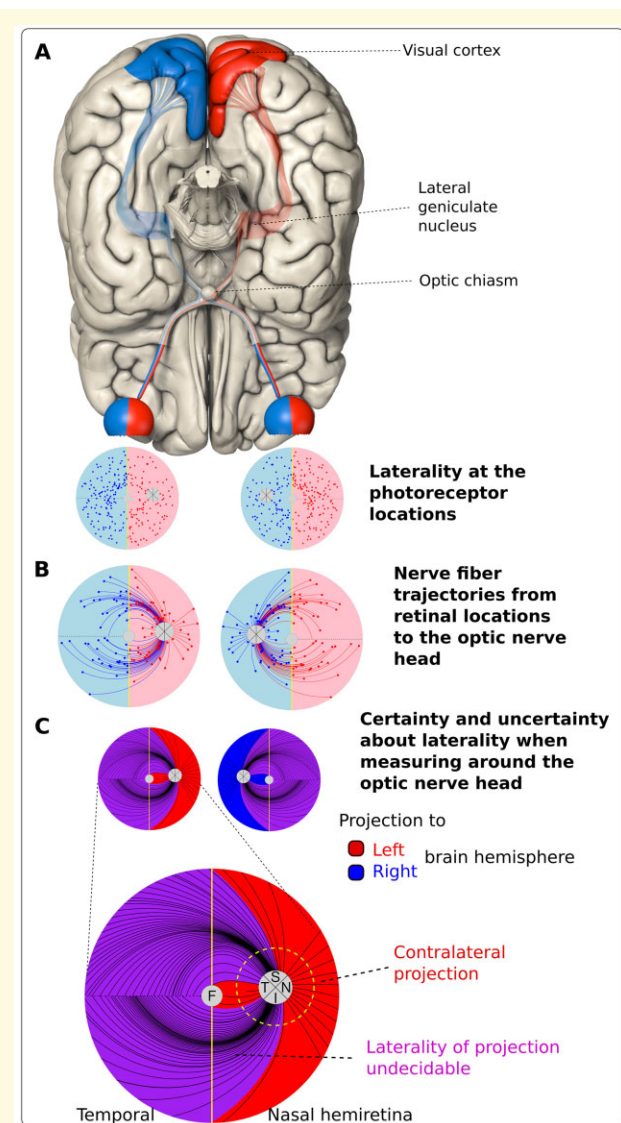 A
Visual cortex
Lateral
geniculate
nucleus
Optic chiasm
Laterality at the
photoreceptor
locations
B
Nerve fiber
trajectories from
retinal locations
to the optic nerve
head
C
Certainty and uncertainty
about laterality when
measuring around the
optic nerve head
Projection to
Left
Right
brain hemisphere
S
T N
I
F
Contralateral
projection
Laterality of projection
undecidable
Temporal
Nasal hemiretina